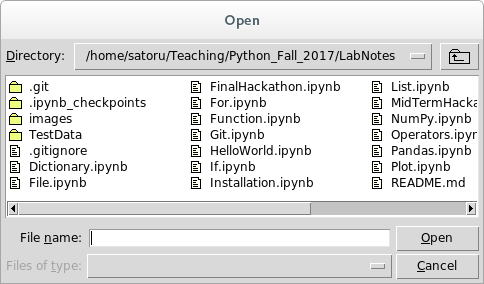 Open
Directory: /home/satoru/Teaching/Python_Fall_2017/LabNotes
.git
.ipynb_checkpoints
images
TestData
.gitignore
Dictionary.ipynb
File.ipynb
FinalHackathon.ipynb
For.ipynb
Function.ipynb
Git.ipynb
HelloWorld.ipynb
If.ipynb
Installation.ipynb
List.ipynb
MidTermHacka
NumPy.ipynb
Operators.ipyn
Pandas.ipynb
Plot.ipynb
README.md
File name:
Open
Files of type:
Cancel